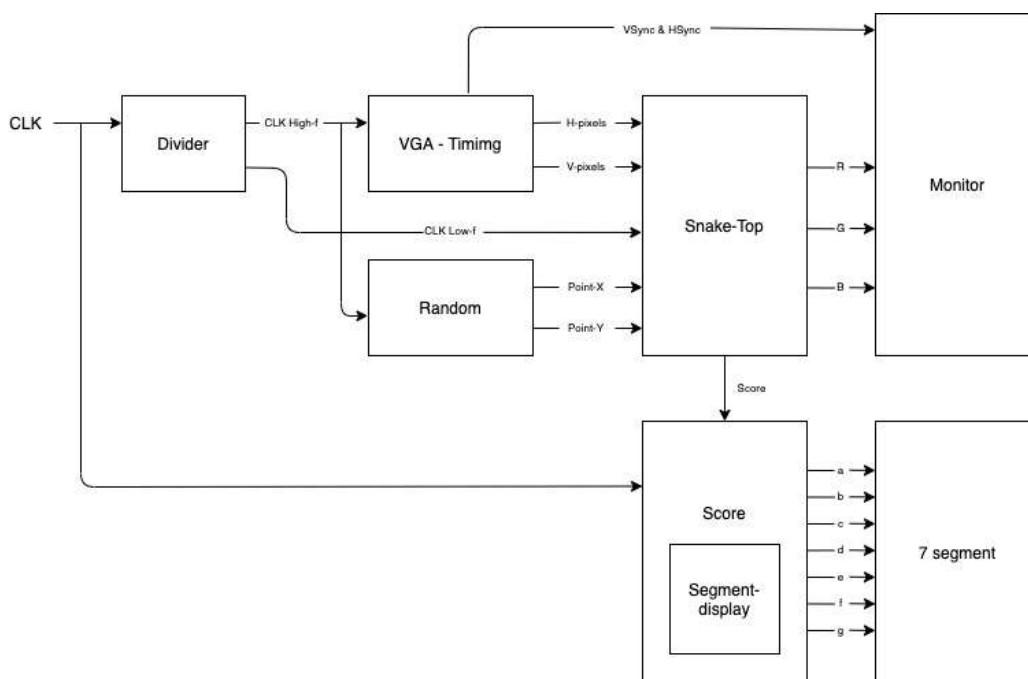 VSync & HSync
CLK
Divider
CLK High-f
VGA - Timimg
H-pixels
V-pixels
CLK Low-f
Random
Point-X
Point-Y
Snake-Top
R
G
B
Monitor
Score
Score
Segment-
display
a
b
c
d
e
f
g
7 segment